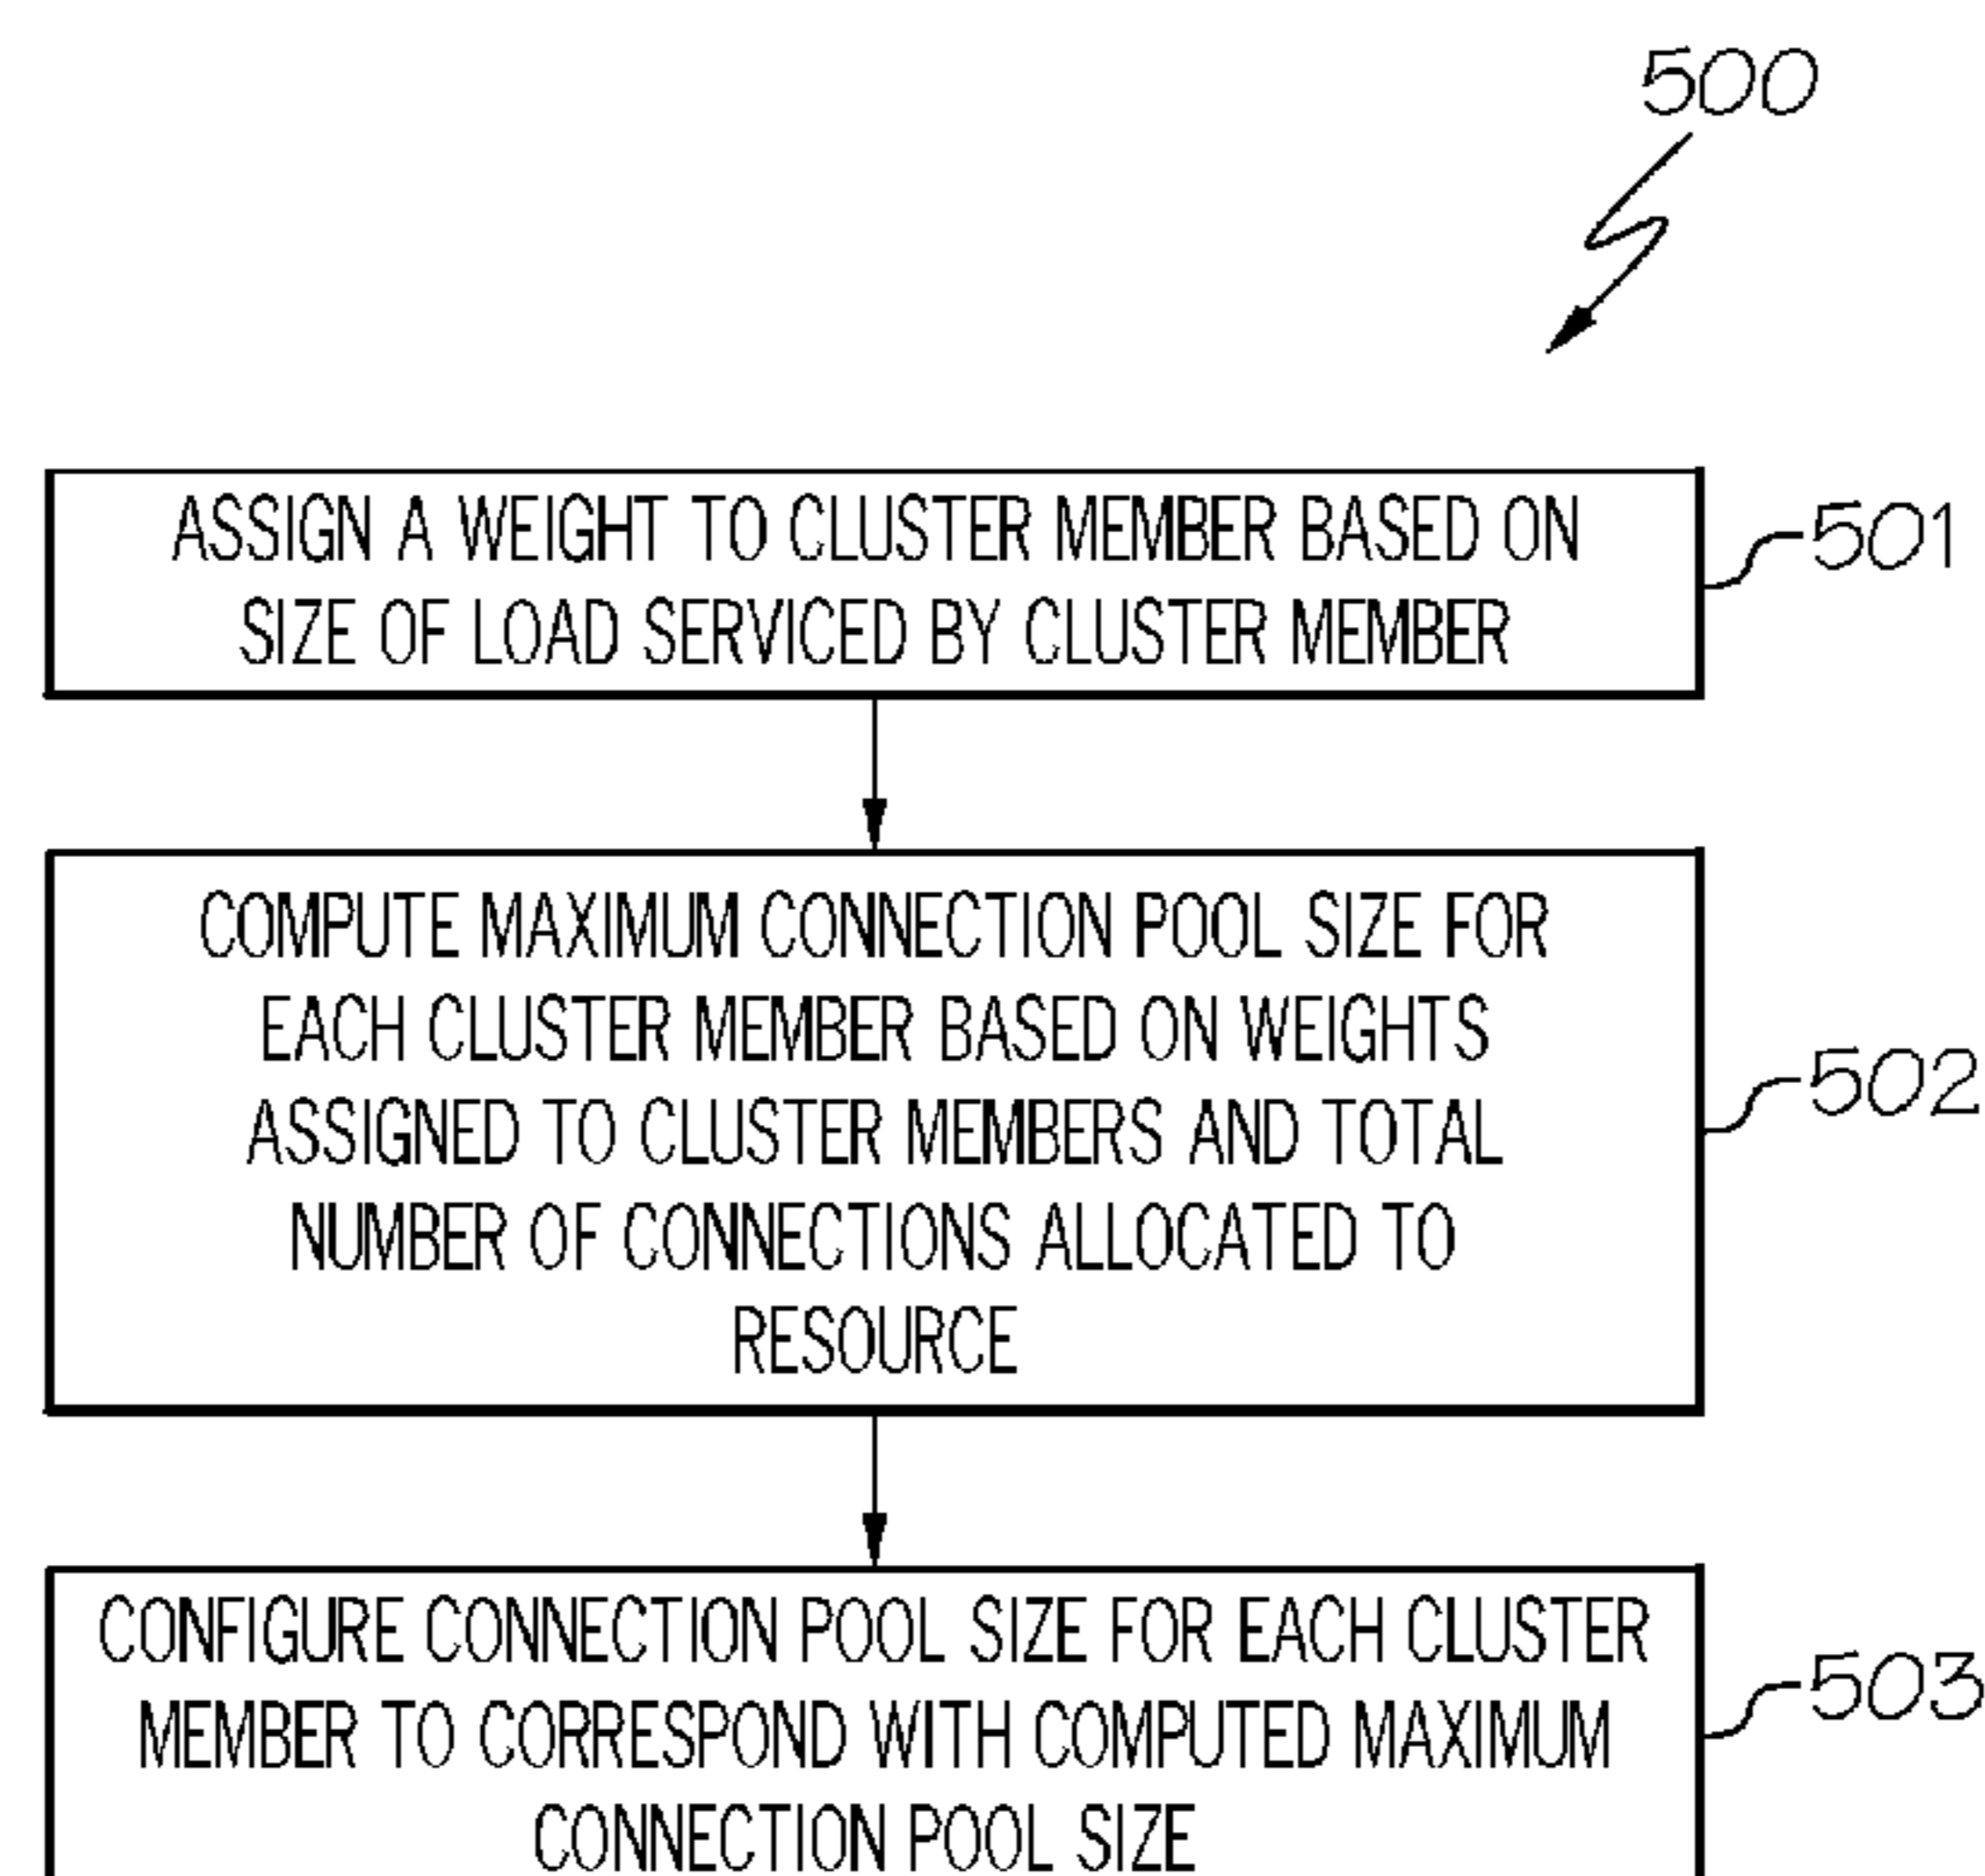 500
ASSIGN A WEIGHT TO CLUSTER MEMBER BASED ON
SIZE OF LOAD SERVICED BY CLUSTER MEMBER
501
COMPUTE MAXIMUM CONNECTION POOL SIZE FOR
EACH CLUSTER MEMBER BASED ON WEIGHTS
ASSIGNED TO CLUSTER MEMBERS AND TOTAL
NUMBER OF CONNECTIONS ALLOCATED TO
RESOURCE
502
CONFIGURE CONNECTION POOL SIZE FOR EACH CLUSTER
MEMBER TO CORRESPOND WITH COMPUTED MAXIMUM
CONNECTION POOL SIZE
503